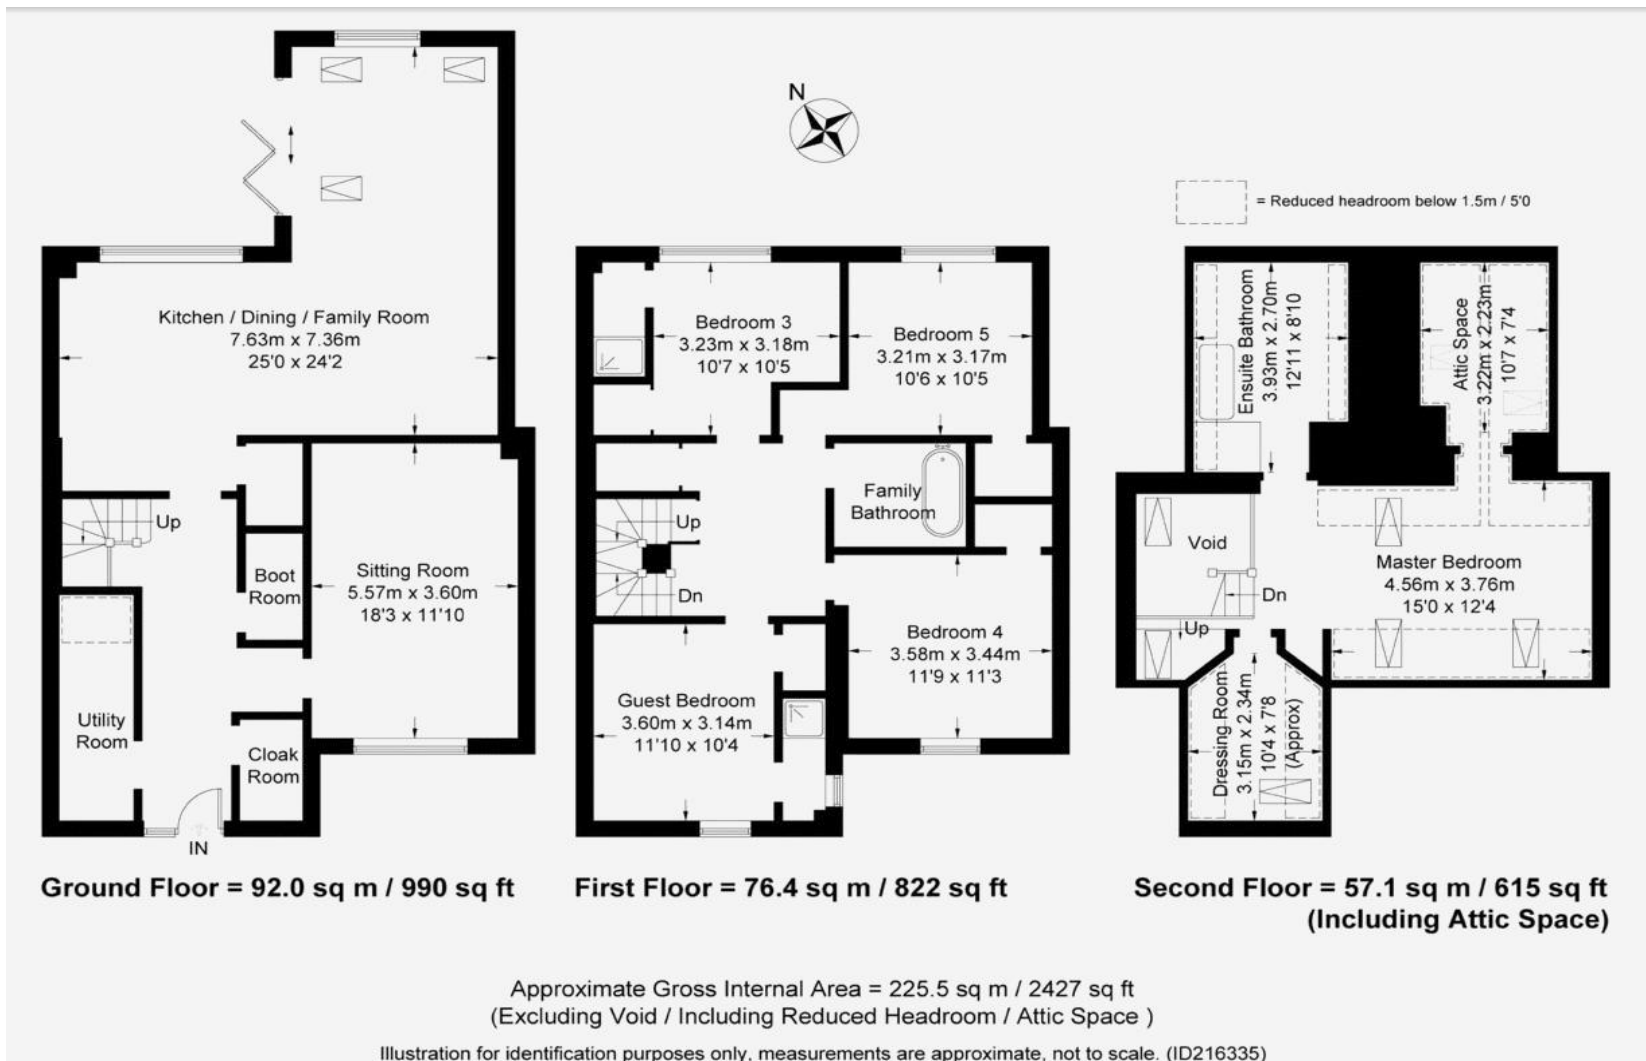 N
= Reduced headroom below 1.5m / 5'0
Kitchen / Dining / Family Room
7.63m x 7.36m
25'0 x 24'2
Up
Boot
Room
Sitting Room
5.57m x 3.60m
18'3 x 11'10
Utility
Room
Cloak
Room
IN
Ground Floor = 92.0 sq m / 990 sq ft
Bedroom 3
3.23m x 3.18m
10'7 x 10'5
Bedroom 5
3.21m x 3.17m
10'6 x 10'5
Family
Bathroom
Up
Dn
Bedroom 4
3.58m x 3.44m
11'9 x 11'3
Guest Bedroom
3.60m x 3.14m
11'10 x 10'4
First Floor = 76.4 sq m / 822 sq ft
Ensuite Bathroom
3.93m x 2.70m
12'11 x 8'10
Attic Space
3.22m x 2.23m
10'7 x 7'4
Void
Master Bedroom
4.56m x 3.76m
15'0 x 12'4
Dn
Up
Dressing Room
3.15m x 2.34m
10'4 x 7'8
(Approx)
Second Floor = 57.1 sq m / 615 sq ft
(Including Attic Space)
Approximate Gross Internal Area = 225.5 sq m / 2427 sq ft
(Excluding Void / Including Reduced Headroom / Attic Space )
Illustration for identification purposes only, measurements are approximate, not to scale. (ID216335)